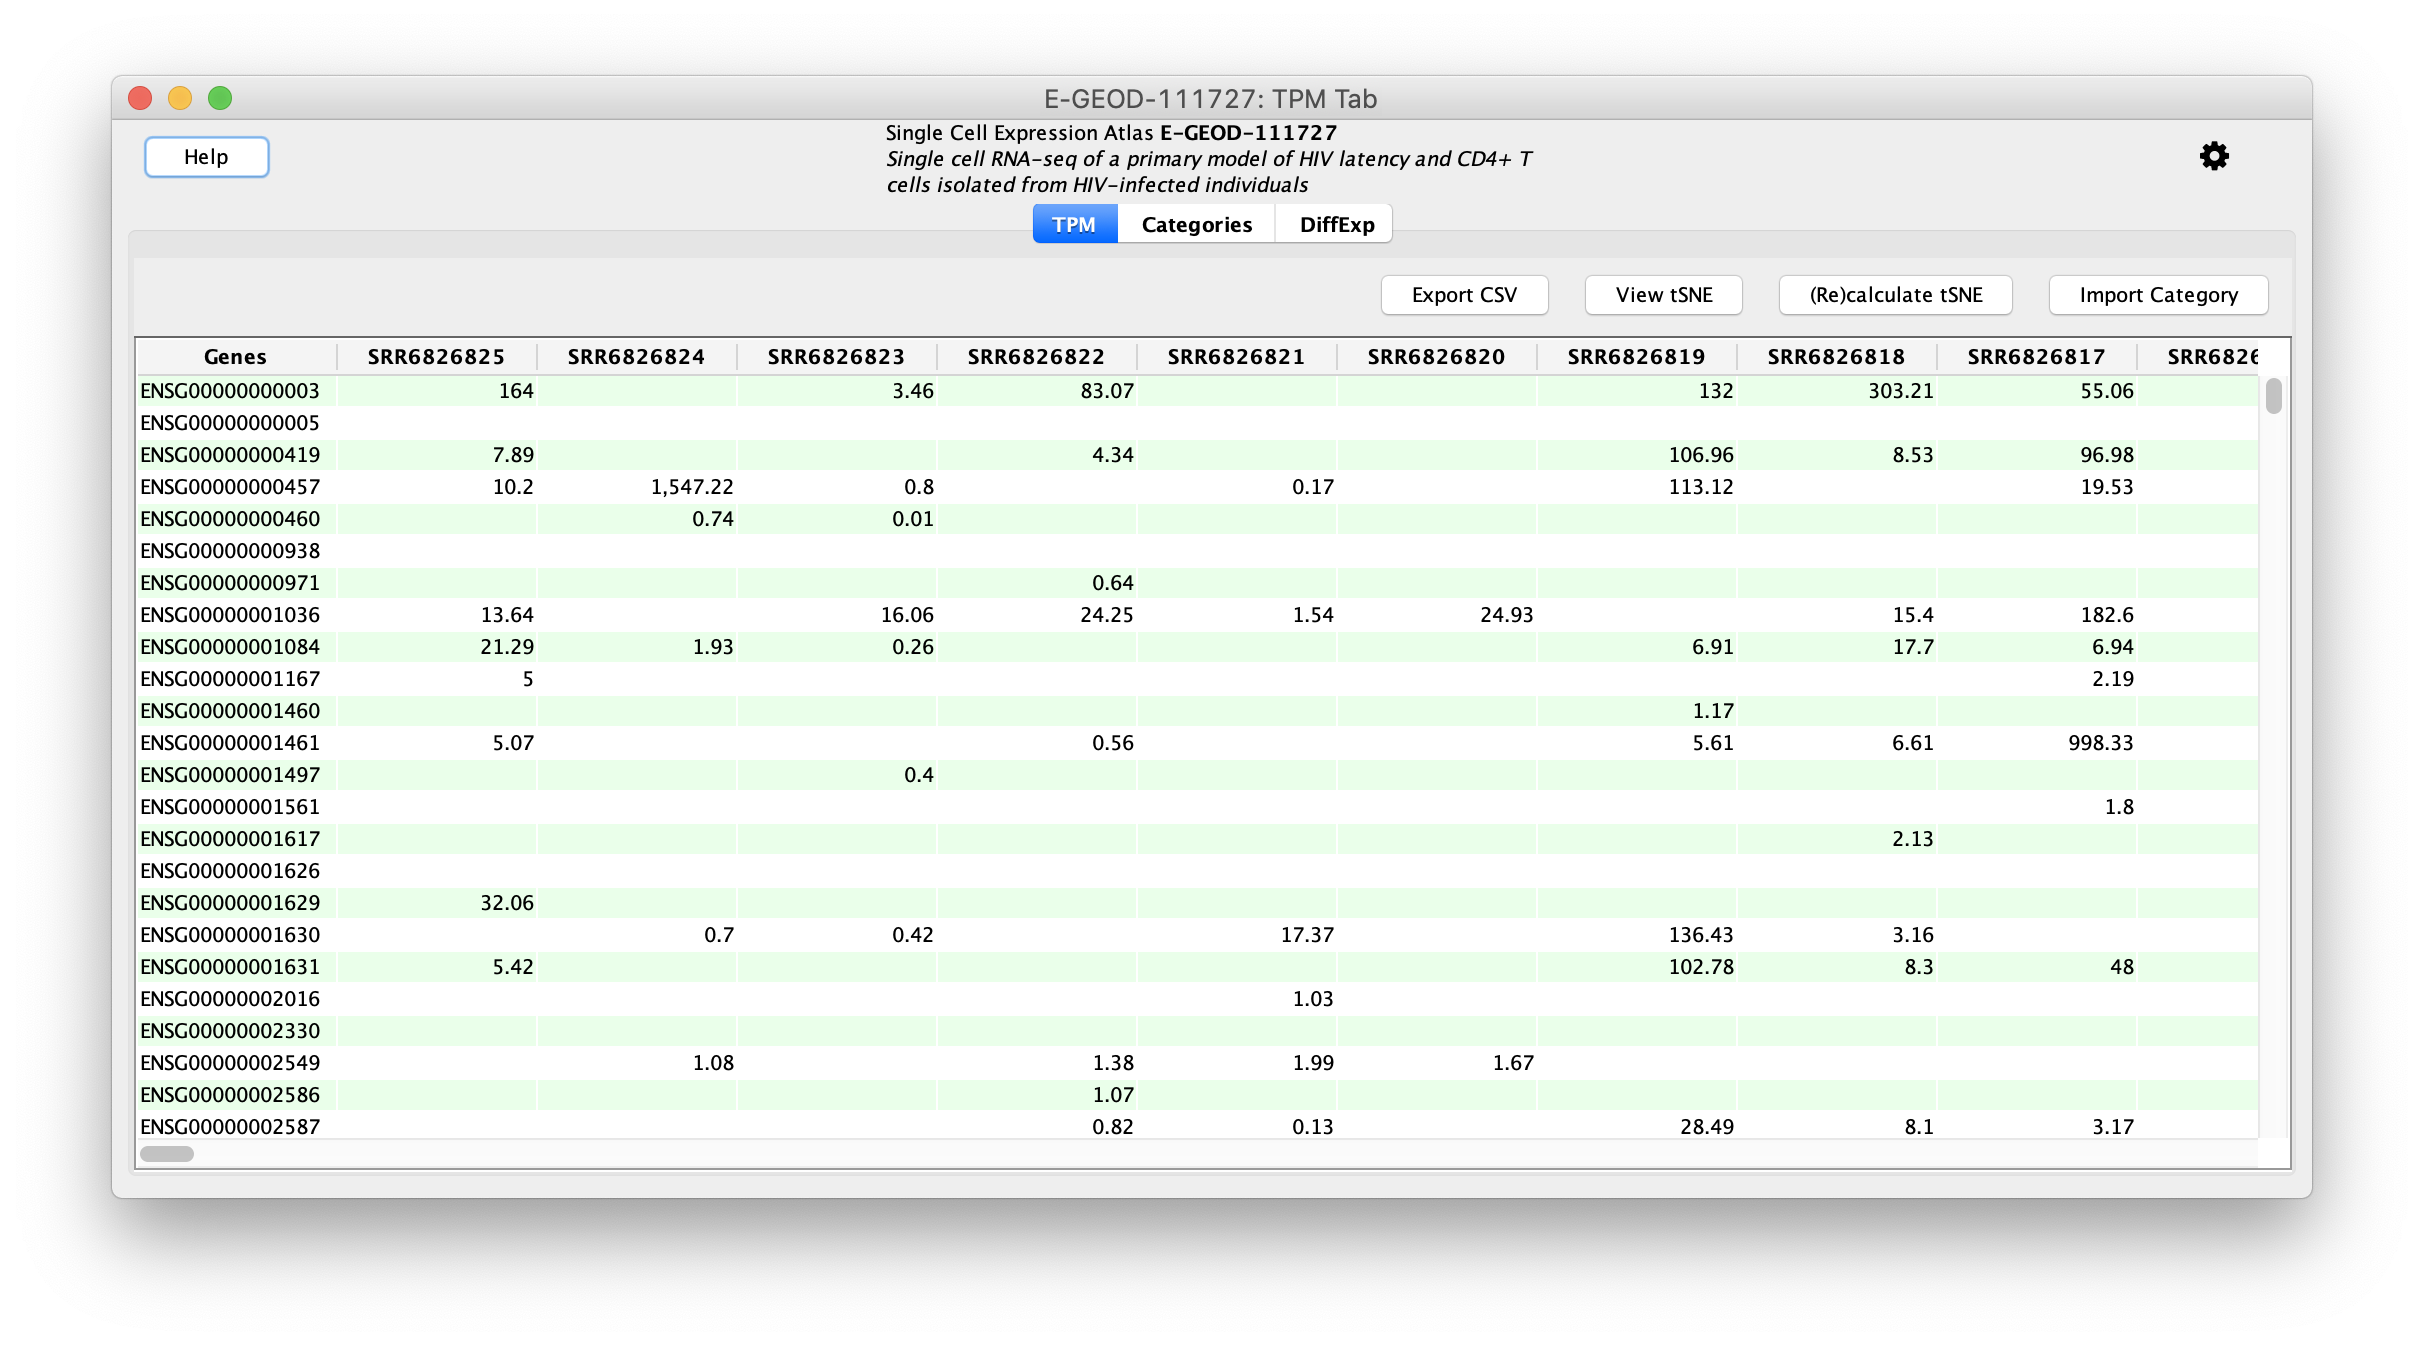 E-GEOD-111727: TPM Tab
Help
Single Cell Expression Atlas E-GEOD-111727
Single cell RNA-seq of a primary model of HIV latency and CD4+ T
cells isolated from HIV-infected individuals
TPM Categories DiffExp
Export CSV View tSNE (Re)calculate tSNE Import Category
Genes SRR6826825 SRR6826824 SRR6826823 SRR6826822 SRR6826821 SRR6826820 SRR6826819 SRR6826818 SRR6826817 SRR6826
ENSG00000000003 164 3.46 83.07 132 303.21 55.06
ENSG00000000005
ENSG00000000419 7.89 4.34 106.96 8.53 96.98
ENSG00000000457 10.2 1,547.22 0.8 0.17 113.12 19.53
ENSG00000000460 0.74 0.01
ENSG00000000938
ENSG00000000971 0.64
ENSG00000001036 13.64 16.06 24.25 1.54 24.93 15.4 182.6
ENSG00000001084 21.29 1.93 0.26 6.91 17.7 6.94
ENSG00000001167 5 2.19
ENSG00000001460 1.17
ENSG00000001461 5.07 0.56 5.61 6.61 998.33
ENSG00000001497 0.4
ENSG00000001561 1.8
ENSG00000001617 2.13
ENSG00000001626
ENSG00000001629 32.06
ENSG00000001630 0.7 0.42 17.37 136.43 3.16
ENSG00000001631 5.42 102.78 8.3 48
ENSG00000002016 1.03
ENSG00000002330
ENSG00000002549 1.08 1.38 1.99 1.67
ENSG00000002586 1.07
ENSG00000002587 0.82 0.13 28.49 8.1 3.17